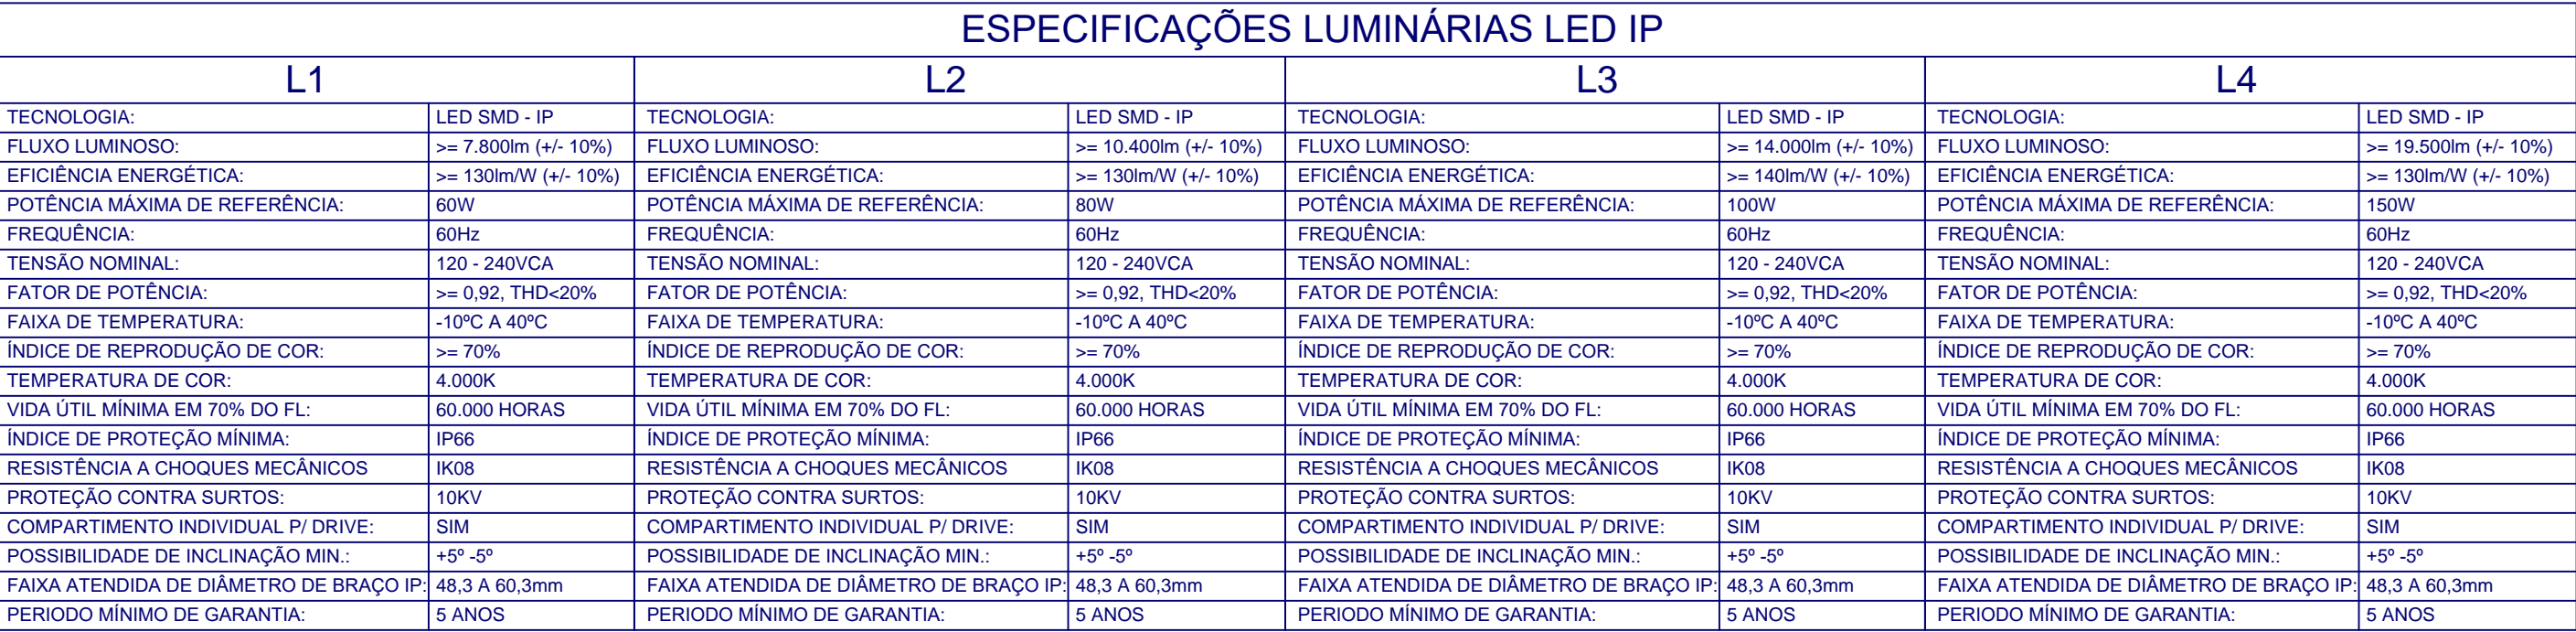 ESPECIFICAÇÕES LUMINÁRIAS LED IP
L1 L2 L3 L4
TECNOLOGIA: LED SMD - IP TECNOLOGIA: LED SMD - IP TECNOLOGIA: LED SMD - IP TECNOLOGIA: LED SMD - IP
FLUXO LUMINOSO: >= 7.800lm (+/- 10%) FLUXO LUMINOSO: >= 10.400lm (+/- 10%) FLUXO LUMINOSO: >= 14.000lm (+/- 10%) FLUXO LUMINOSO: >= 19.500lm (+/- 10%)
EFICIÊNCIA ENERGÉTICA: >= 130lm/W (+/- 10%) EFICIÊNCIA ENERGÉTICA: >= 130lm/W (+/- 10%) EFICIÊNCIA ENERGÉTICA: >= 140lm/W (+/- 10%) EFICIÊNCIA ENERGÉTICA: >= 130lm/W (+/- 10%)
POTÊNCIA MÁXIMA DE REFERÊNCIA: 60W POTÊNCIA MÁXIMA DE REFERÊNCIA: 80W POTÊNCIA MÁXIMA DE REFERÊNCIA: 100W POTÊNCIA MÁXIMA DE REFERÊNCIA: 150W
FREQUÊNCIA: 60Hz FREQUÊNCIA: 60Hz FREQUÊNCIA: 60Hz FREQUÊNCIA: 60Hz
TENSÃO NOMINAL: 120 - 240VCA TENSÃO NOMINAL: 120 - 240VCA TENSÃO NOMINAL: 120 - 240VCA TENSÃO NOMINAL: 120 - 240VCA
FATOR DE POTÊNCIA: >= 0,92, THD<20% FATOR DE POTÊNCIA: >= 0,92, THD<20% FATOR DE POTÊNCIA: >= 0,92, THD<20% FATOR DE POTÊNCIA: >= 0,92, THD<20%
FAIXA DE TEMPERATURA: -10ºC A 40ºC FAIXA DE TEMPERATURA: -10ºC A 40ºC FAIXA DE TEMPERATURA: -10ºC A 40ºC FAIXA DE TEMPERATURA: -10ºC A 40ºC
ÍNDICE DE REPRODUÇÃO DE COR: >= 70% ÍNDICE DE REPRODUÇÃO DE COR: >= 70% ÍNDICE DE REPRODUÇÃO DE COR: >= 70% ÍNDICE DE REPRODUÇÃO DE COR: >= 70%
TEMPERATURA DE COR: 4.000K TEMPERATURA DE COR: 4.000K TEMPERATURA DE COR: 4.000K TEMPERATURA DE COR: 4.000K
VIDA ÚTIL MÍNIMA EM 70% DO FL: 60.000 HORAS VIDA ÚTIL MÍNIMA EM 70% DO FL: 60.000 HORAS VIDA ÚTIL MÍNIMA EM 70% DO FL: 60.000 HORAS VIDA ÚTIL MÍNIMA EM 70% DO FL: 60.000 HORAS
ÍNDICE DE PROTEÇÃO MÍNIMA: IP66 ÍNDICE DE PROTEÇÃO MÍNIMA: IP66 ÍNDICE DE PROTEÇÃO MÍNIMA: IP66 ÍNDICE DE PROTEÇÃO MÍNIMA: IP66
RESISTÊNCIA A CHOQUES MECÂNICOS IK08 RESISTÊNCIA A CHOQUES MECÂNICOS IK08 RESISTÊNCIA A CHOQUES MECÂNICOS IK08 RESISTÊNCIA A CHOQUES MECÂNICOS IK08
PROTEÇÃO CONTRA SURTOS: 10KV PROTEÇÃO CONTRA SURTOS: 10KV PROTEÇÃO CONTRA SURTOS: 10KV PROTEÇÃO CONTRA SURTOS: 10KV
COMPARTIMENTO INDIVIDUAL P/ DRIVE: SIM COMPARTIMENTO INDIVIDUAL P/ DRIVE: SIM COMPARTIMENTO INDIVIDUAL P/ DRIVE: SIM COMPARTIMENTO INDIVIDUAL P/ DRIVE: SIM
POSSIBILIDADE DE INCLINAÇÃO MIN.: +5º -5º POSSIBILIDADE DE INCLINAÇÃO MIN.: +5º -5º POSSIBILIDADE DE INCLINAÇÃO MIN.: +5º -5º POSSIBILIDADE DE INCLINAÇÃO MIN.: +5º -5º
FAIXA ATENDIDA DE DIÂMETRO DE BRAÇO IP: 48,3 A 60,3mm FAIXA ATENDIDA DE DIÂMETRO DE BRAÇO IP: 48,3 A 60,3mm FAIXA ATENDIDA DE DIÂMETRO DE BRAÇO IP: 48,3 A 60,3mm FAIXA ATENDIDA DE DIÂMETRO DE BRAÇO IP: 48,3 A 60,3mm
PERIODO MÍNIMO DE GARANTIA: 5 ANOS PERIODO MÍNIMO DE GARANTIA: 5 ANOS PERIODO MÍNIMO DE GARANTIA: 5 ANOS PERIODO MÍNIMO DE GARANTIA: 5 ANOS